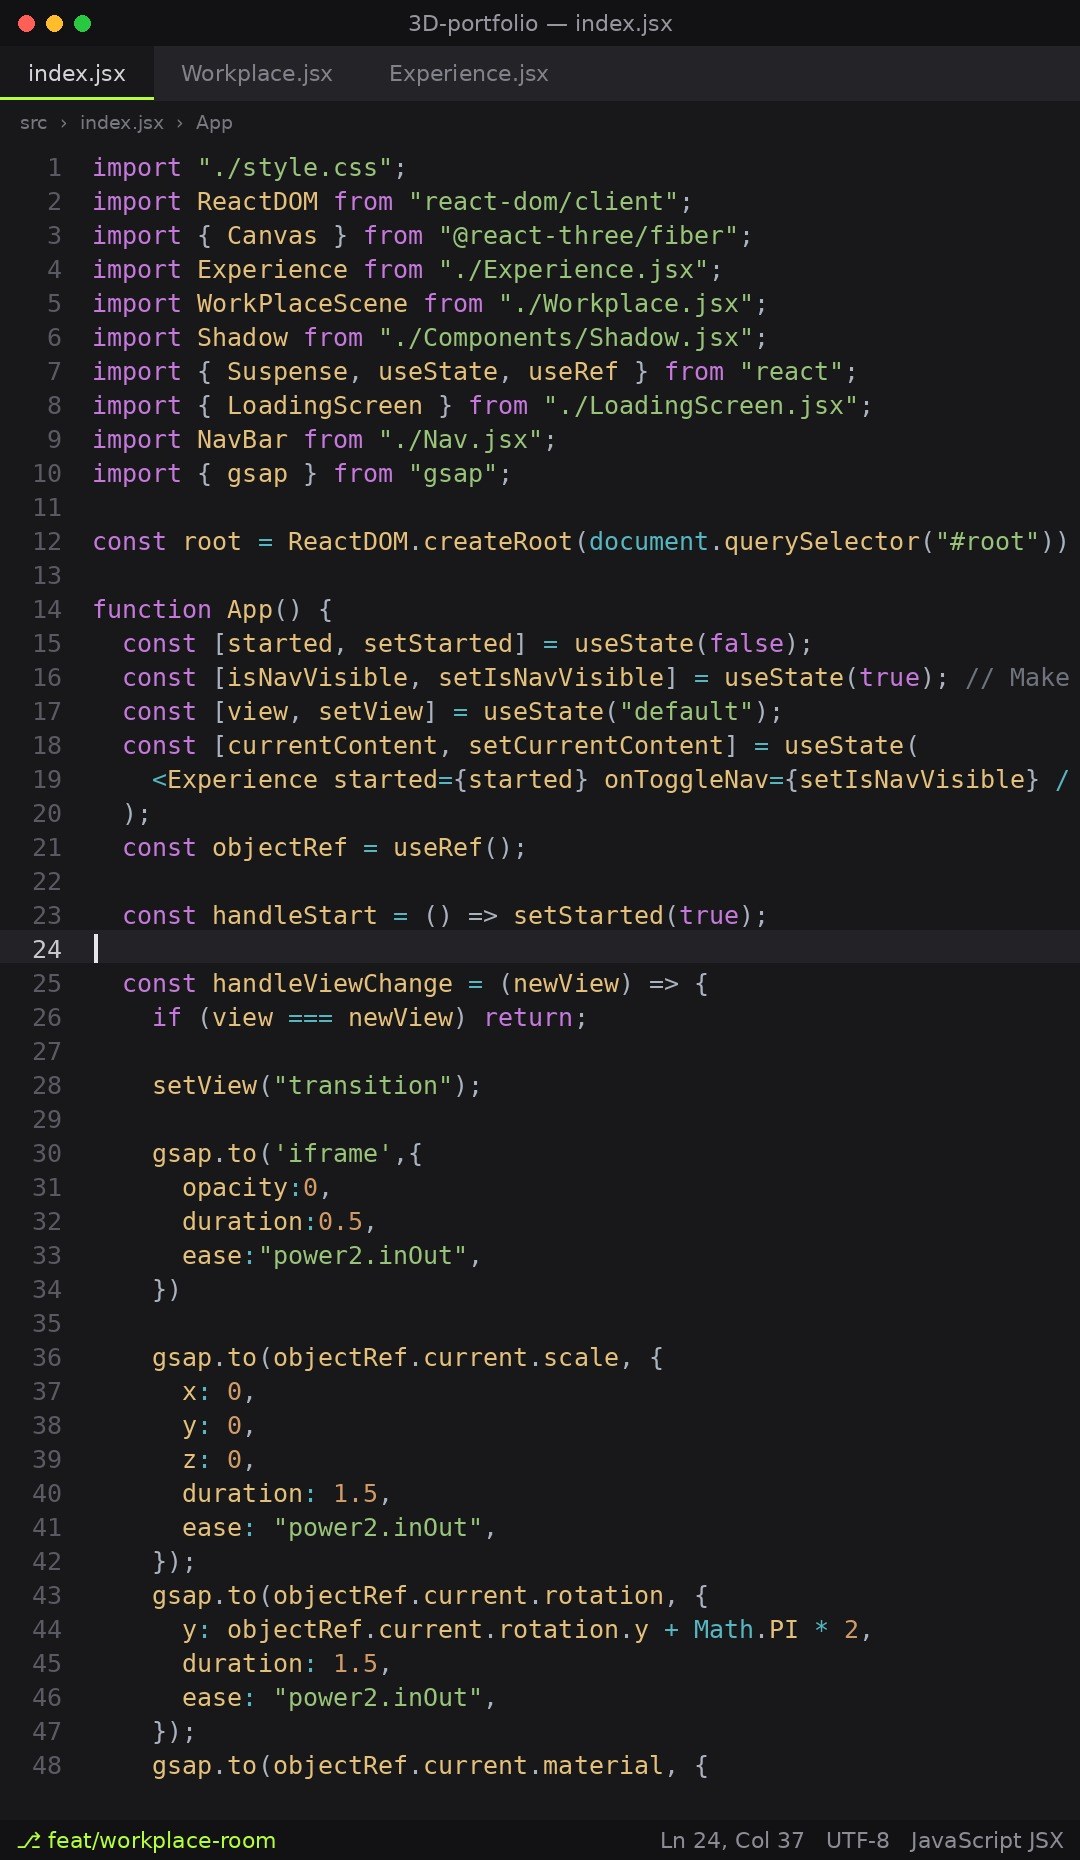 3D-portfolio — index.jsx
index.jsx Workplace.jsx Experience.jsx
src › index.jsx › App
1 import "./style.css";
2 import ReactDOM from "react-dom/client";
3 import { Canvas } from "@react-three/fiber";
4 import Experience from "./Experience.jsx";
5 import WorkPlaceScene from "./Workplace.jsx";
6 import Shadow from "./Components/Shadow.jsx";
7 import { Suspense, useState, useRef } from "react";
8 import { LoadingScreen } from "./LoadingScreen.jsx";
9 import NavBar from "./Nav.jsx";
10 import { gsap } from "gsap";
11
12 const root = ReactDOM.createRoot(document.querySelector("#root"))
13
14 function App() {
15   const [started, setStarted] = useState(false);
16   const [isNavVisible, setIsNavVisible] = useState(true); // Make
17   const [view, setView] = useState("default");
18   const [currentContent, setCurrentContent] = useState(
19     <Experience started={started} onToggleNav={setIsNavVisible} /
20   );
21   const objectRef = useRef();
22
23   const handleStart = () => setStarted(true);
24
25   const handleViewChange = (newView) => {
26     if (view === newView) return;
27
28     setView("transition");
29
30     gsap.to('iframe',{
31       opacity:0,
32       duration:0.5,
33       ease:"power2.inOut",
34     })
35
36     gsap.to(objectRef.current.scale, {
37       x: 0,
38       y: 0,
39       z: 0,
40       duration: 1.5,
41       ease: "power2.inOut",
42     });
43     gsap.to(objectRef.current.rotation, {
44       y: objectRef.current.rotation.y + Math.PI * 2,
45       duration: 1.5,
46       ease: "power2.inOut",
47     });
48     gsap.to(objectRef.current.material, {
⎇ feat/workplace-room Ln 24, Col 37 UTF-8 JavaScript JSX